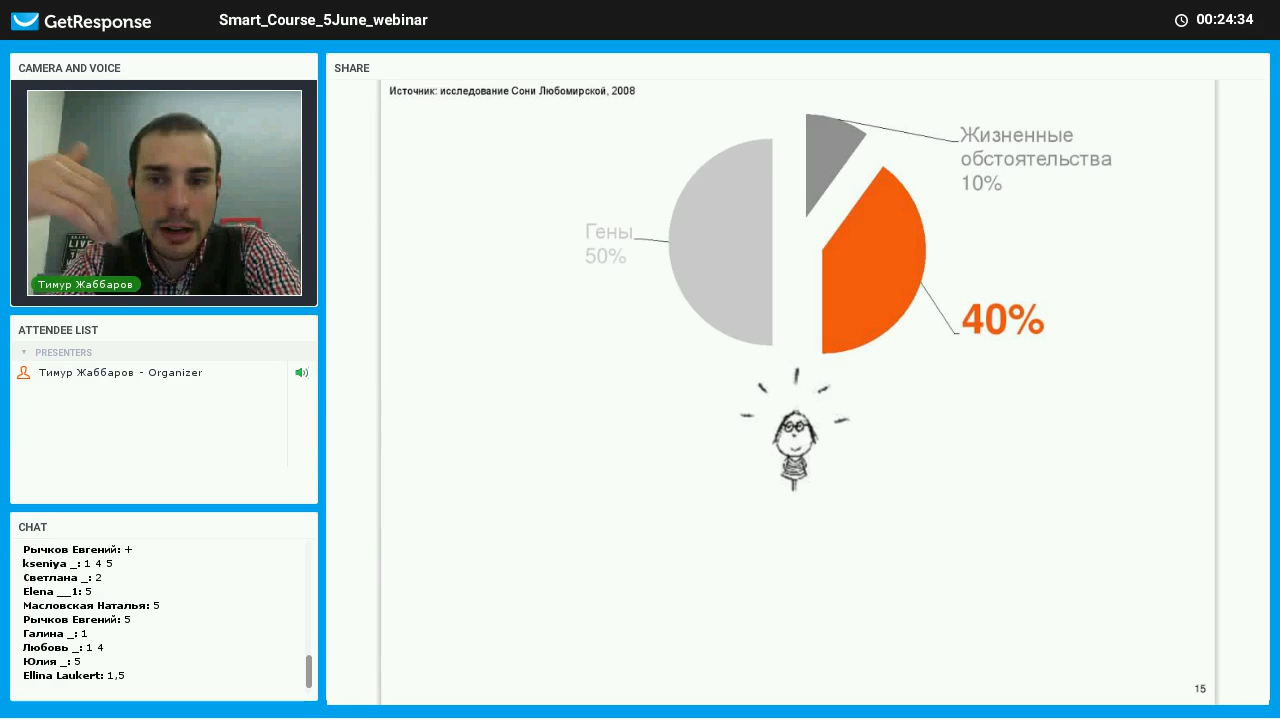 GetResponse
Smart_Course_5June_webinar
00:24:34
CAMERA AND VOICE
LIVE
Тимур Жаббаров
ATTENDEE LIST
PRESENTERS
Тимур Жаббаров - Organizer
CHAT
Рычков Евгений: +
kseniya _: 1 4 5
Светлана _: 2
Elena __1: 5
Масловская Наталья: 5
Рычков Евгений: 5
Галина _: 1
Любовь _: 1 4
Юлия _: 5
Ellina Laukert: 1,5
SHARE
Источник: исследование Сони Любомирской, 2008
Жизненные
обстоятельства
10%
Гены
50%
40%
15